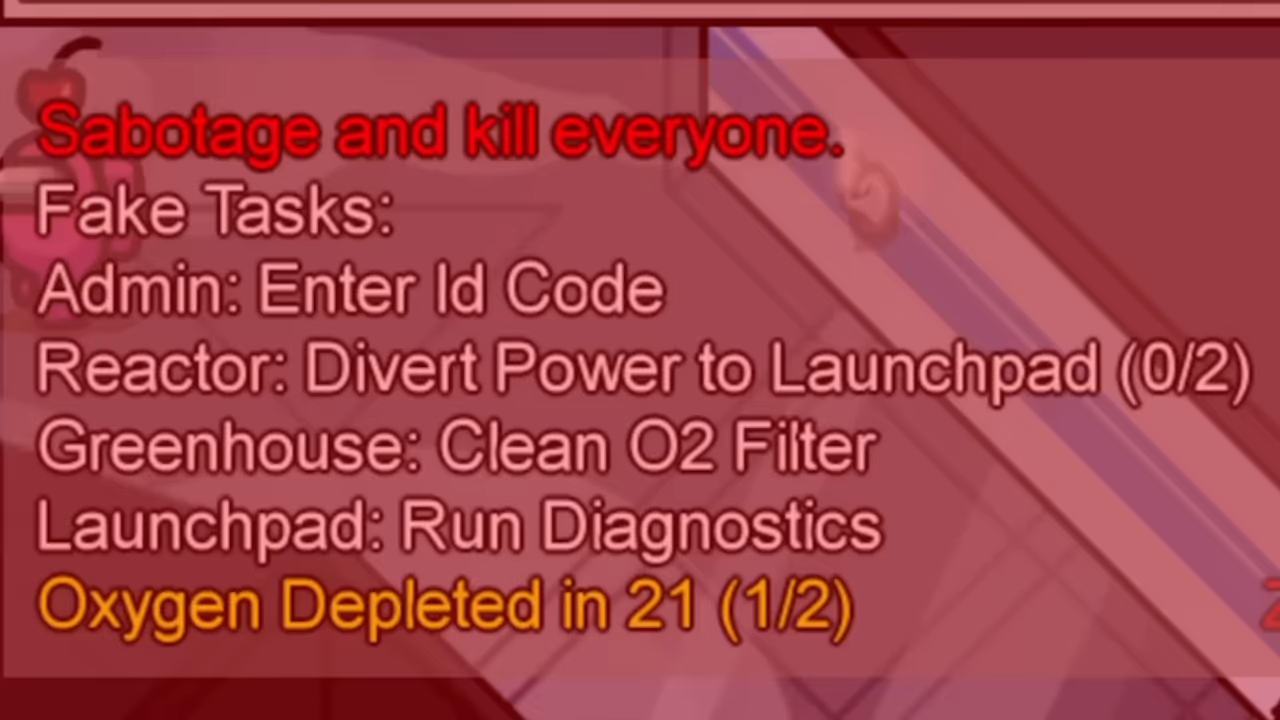 Sabotage and kill everyone.
Fake Tasks:
Admin: Enter Id Code
Reactor: Divert Power to Launchpad (0/2)
Greenhouse: Clean O2 Filter
Launchpad: Run Diagnostics
Oxygen Depleted in 21 (1/2)